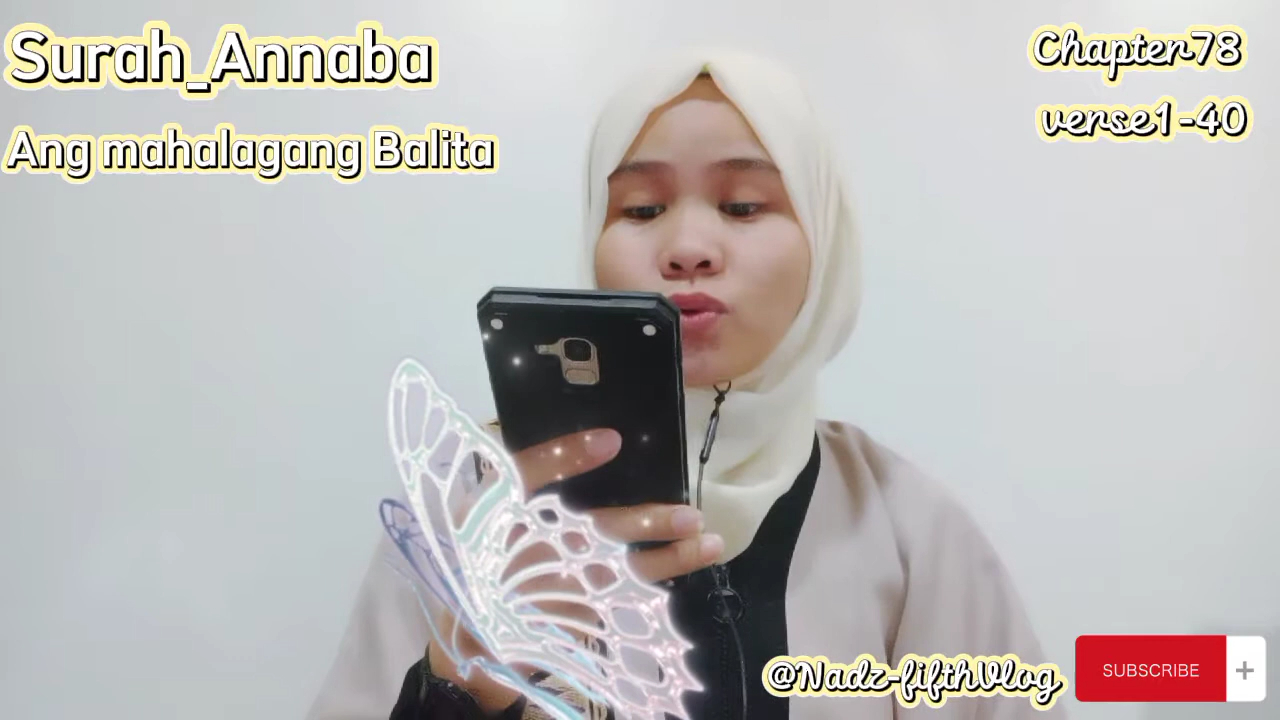 Surah_Annaba
Ang mahalagang Balita
Chapter78
verse1-40
@Nadz-fifthVlog
SUBSCRIBE +